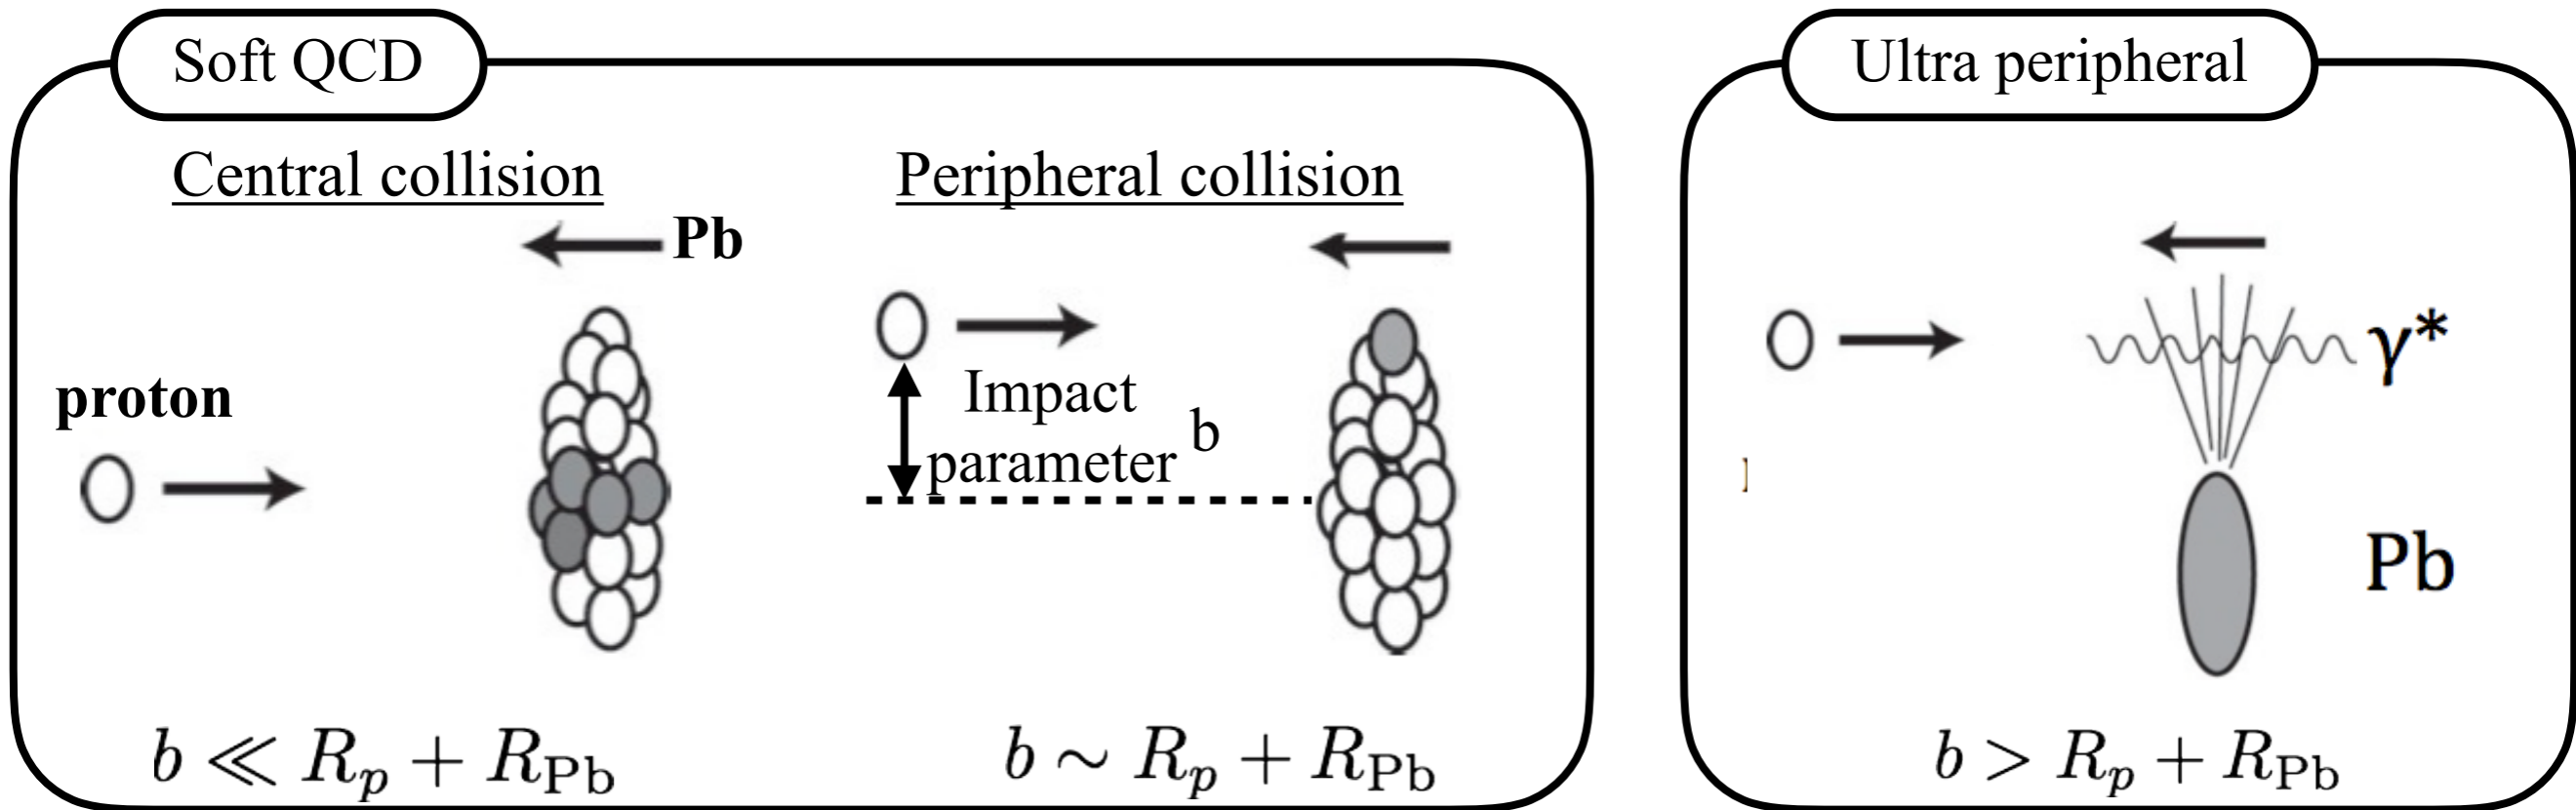 Soft QCD
Central collision
Pb
proton
b ≪ R_p + R_Pb
Peripheral collision
Impact
parameter b
b ∼ R_p + R_Pb
Ultra peripheral
γ*
Pb
b > R_p + R_Pb